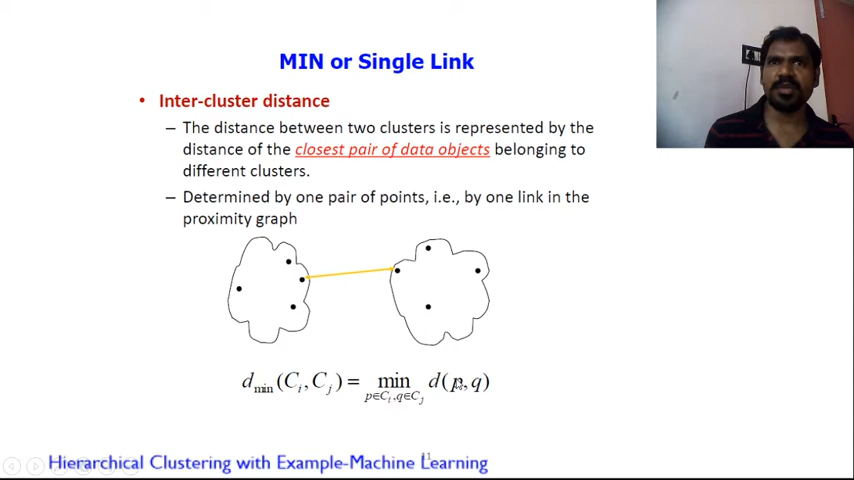 MIN or Single Link
• Inter-cluster distance
– The distance between two clusters is represented by the
distance of the closest pair of data objects belonging to
different clusters.
– Determined by one pair of points, i.e., by one link in the
proximity graph
d_min(C_i, C_j) = min_{p∈C_i, q∈C_j} d(p, q)
11
Hierarchical Clustering with Example-Machine Learning